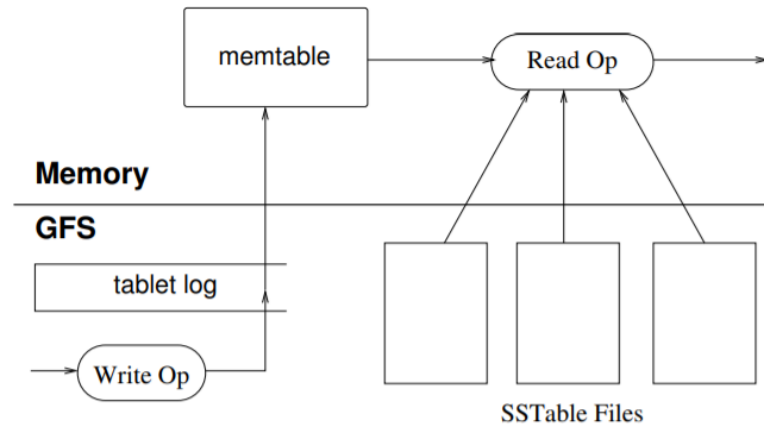 memtable
Read Op
Memory
GFS
tablet log
Write Op
SSTable Files